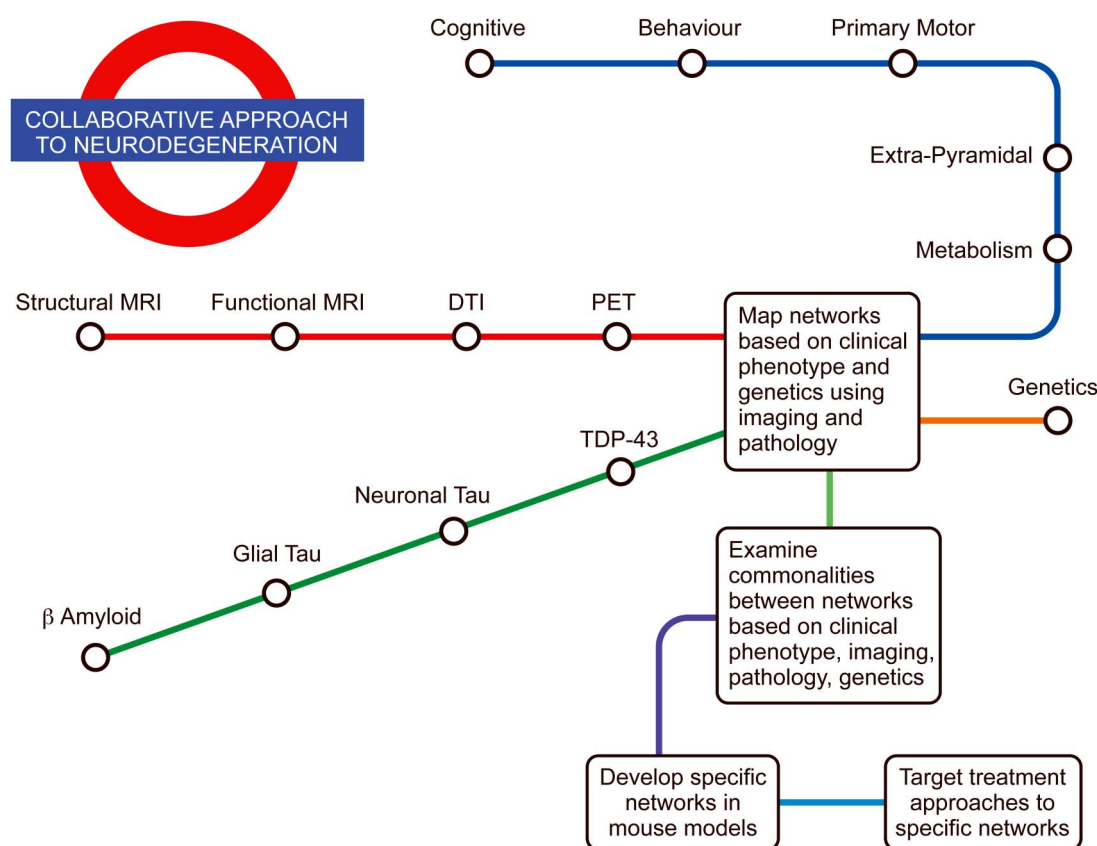 COLLABORATIVE APPROACH
TO NEURODEGENERATION
Cognitive
Behaviour
Primary Motor
Extra-Pyramidal
Metabolism
Structural MRI
Functional MRI
DTI
PET
Map networks
based on clinical
phenotype and
genetics using
imaging and
pathology
Genetics
TDP-43
Neuronal Tau
Glial Tau
β Amyloid
Examine
commonalities
between networks
based on clinical
phenotype, imaging,
pathology, genetics
Develop specific
networks in
mouse models
Target treatment
approaches to
specific networks